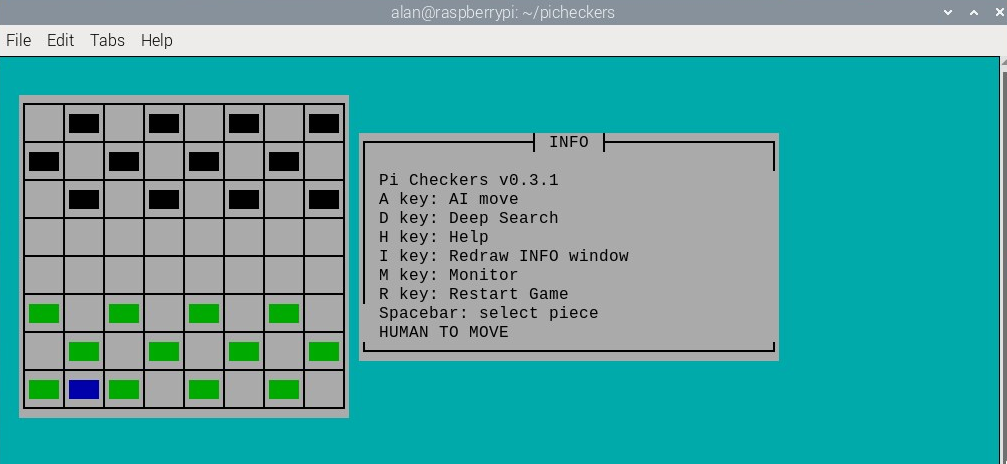 alan@raspberrypi: ~/picheckers
File Edit Tabs Help
INFO
Pi Checkers v0.3.1
A key: AI move
D key: Deep Search
H key: Help
I key: Redraw INFO window
M key: Monitor
R key: Restart Game
Spacebar: select piece
HUMAN TO MOVE